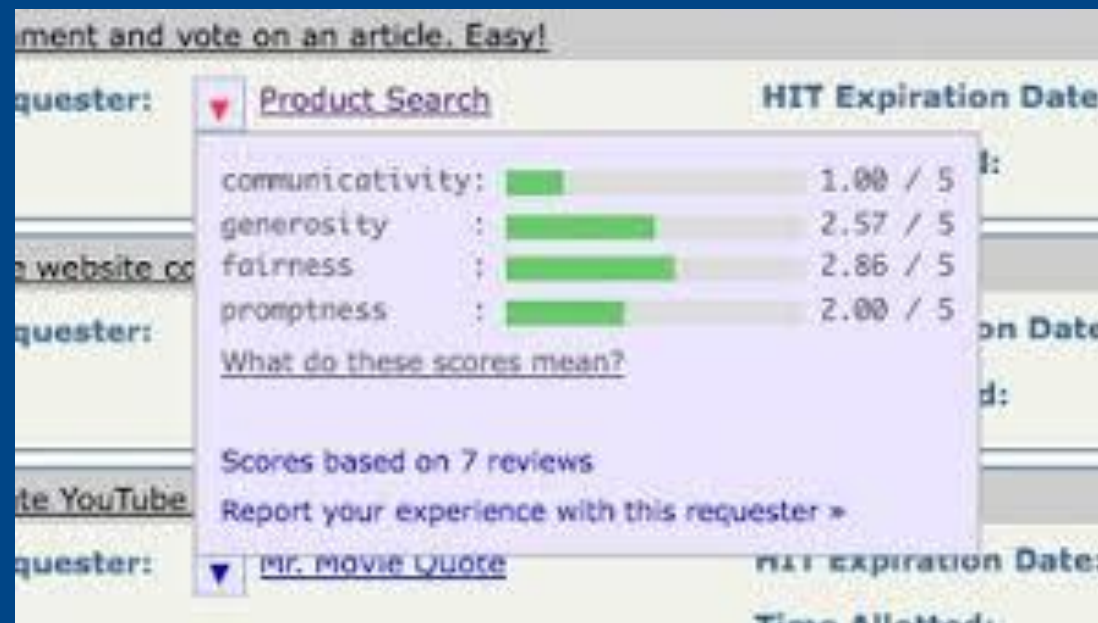 ment and vote on an article. Easy!
quester: ▼ Product Search HIT Expiration Date
communicativity: 1.00 / 5
generosity : 2.57 / 5
fairness : 2.86 / 5
promptness : 2.00 / 5
What do these scores mean?
Scores based on 7 reviews
Report your experience with this requester »
d:
e website co
quester: on Date
d:
te YouTube
quester: ▼ Mr. Movie Quote HIT Expiration Date:
Time Allotted: